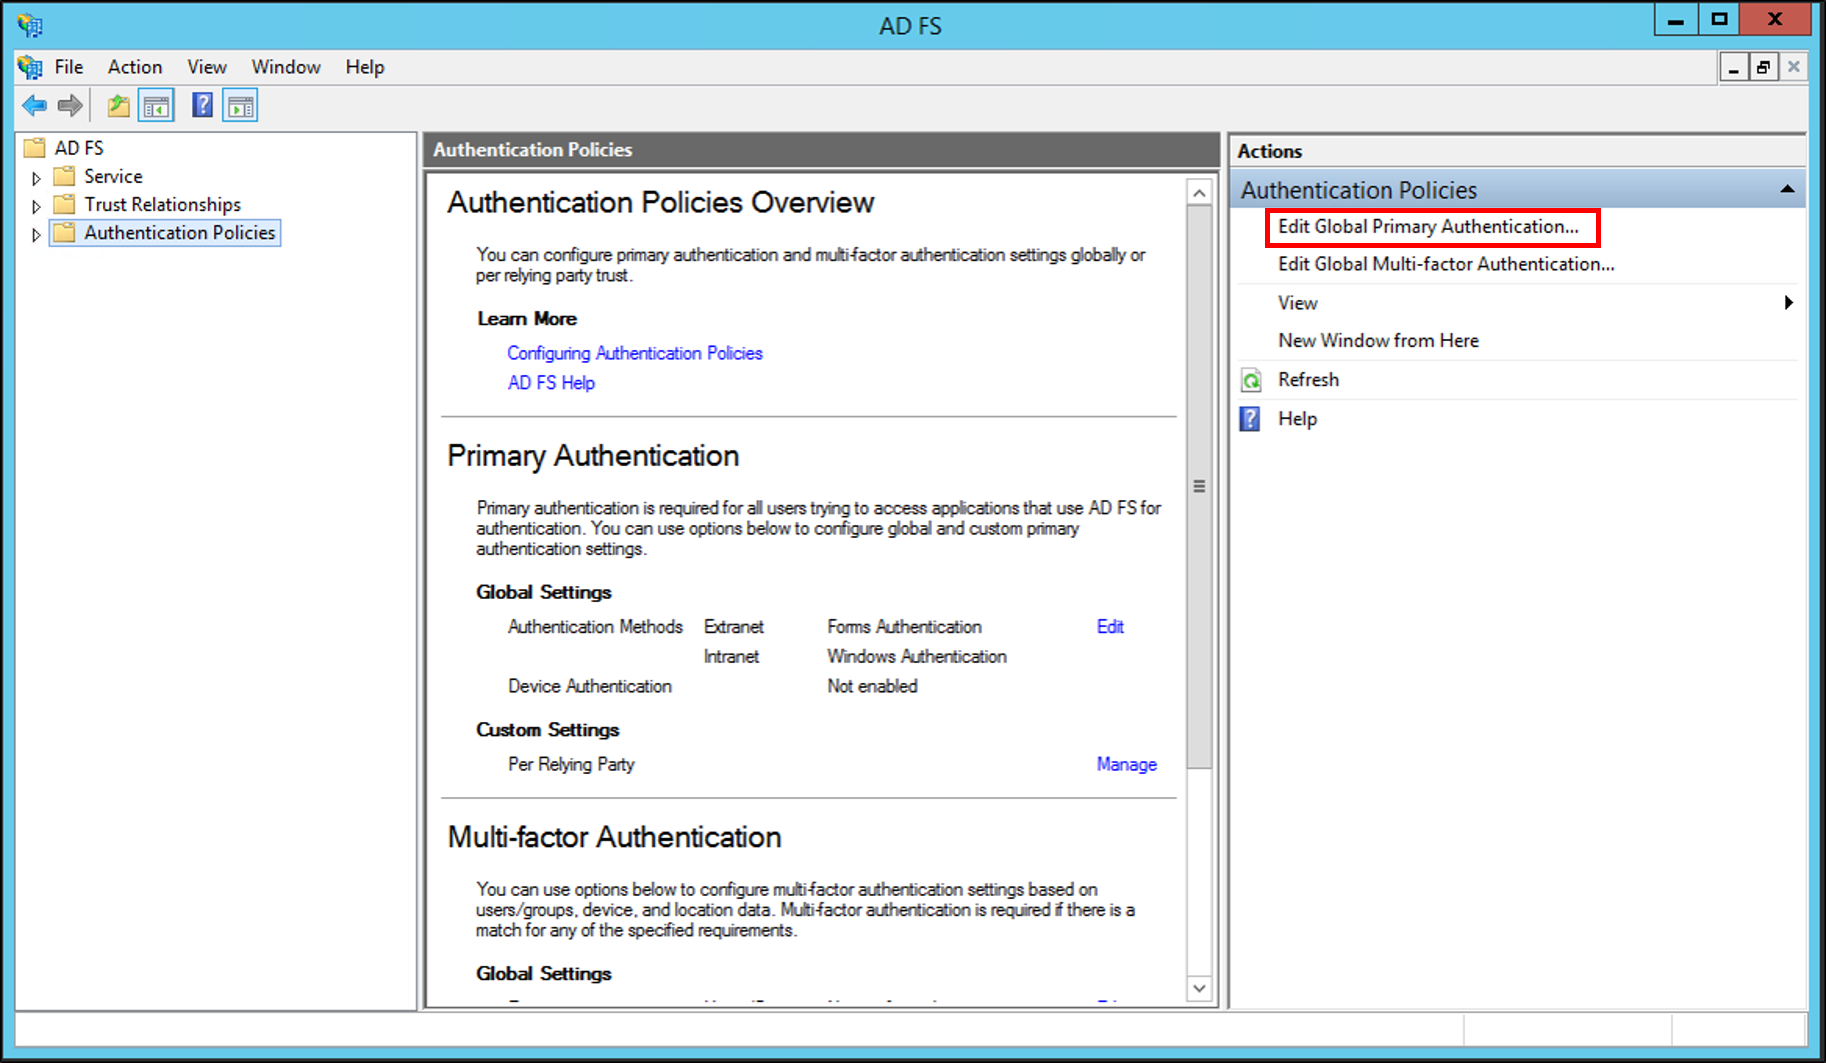 AD FS
File Action View Window Help
AD FS
Service
Trust Relationships
Authentication Policies
Authentication Policies
Authentication Policies Overview
You can configure primary authentication and multi-factor authentication settings globally or
per relying party trust.
Learn More
Configuring Authentication Policies
AD FS Help
Primary Authentication
Primary authentication is required for all users trying to access applications that use AD FS for
authentication. You can use options below to configure global and custom primary
authentication settings.
Global Settings
Authentication Methods Extranet Forms Authentication Edit
Intranet Windows Authentication
Device Authentication Not enabled
Custom Settings
Per Relying Party Manage
Multi-factor Authentication
You can use options below to configure multi-factor authentication settings based on
users/groups, device, and location data. Multi-factor authentication is required if there is a
match for any of the specified requirements.
Global Settings
Actions
Authentication Policies
Edit Global Primary Authentication...
Edit Global Multi-factor Authentication...
View
New Window from Here
Refresh
Help